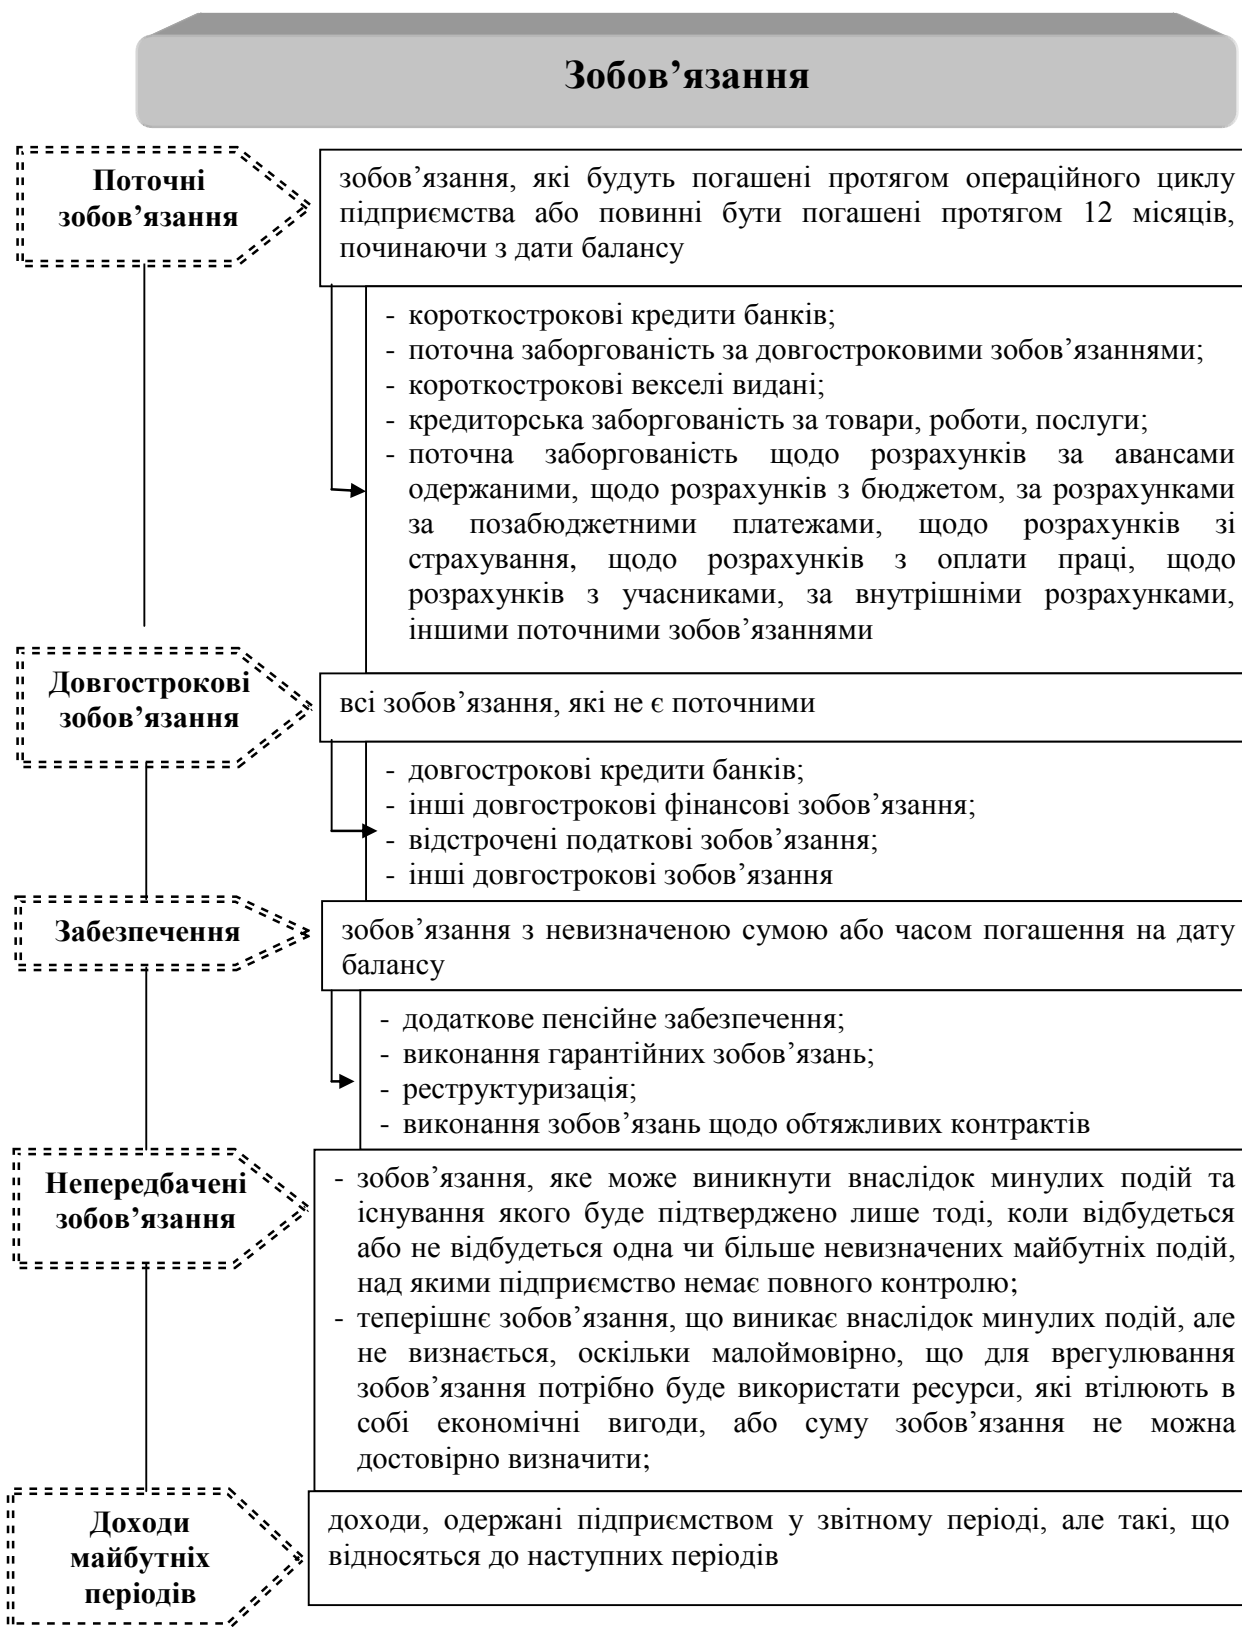 Зобов’язання
Поточні
зобов’язання
зобов’язання, які будуть погашені протягом операційного циклу
підприємства або повинні бути погашені протягом 12 місяців,
починаючи з дати балансу
- короткострокові кредити банків;
- поточна заборгованість за довгостроковими зобов’язаннями;
- короткострокові векселі видані;
- кредиторська заборгованість за товари, роботи, послуги;
- поточна заборгованість щодо розрахунків за авансами
одержаними, щодо розрахунків з бюджетом, за розрахунками
за позабюджетними платежами, щодо розрахунків зі
страхування, щодо розрахунків з оплати праці, щодо
розрахунків з учасниками, за внутрішніми розрахунками,
іншими поточними зобов’язаннями
Довгострокові
зобов’язання
всі зобов’язання, які не є поточними
- довгострокові кредити банків;
- інші довгострокові фінансові зобов’язання;
- відстрочені податкові зобов’язання;
- інші довгострокові зобов’язання
Забезпечення
зобов’язання з невизначеною сумою або часом погашення на дату
балансу
- додаткове пенсійне забезпечення;
- виконання гарантійних зобов’язань;
- реструктуризація;
- виконання зобов’язань щодо обтяжливих контрактів
Непередбачені
зобов’язання
- зобов’язання, яке може виникнути внаслідок минулих подій та
існування якого буде підтверджено лише тоді, коли відбудеться
або не відбудеться одна чи більше невизначених майбутніх подій,
над якими підприємство немає повного контролю;
- теперішнє зобов’язання, що виникає внаслідок минулих подій, але
не визнається, оскільки малоймовірно, що для врегулювання
зобов’язання потрібно буде використати ресурси, які втілюють в
собі економічні вигоди, або суму зобов’язання не можна
достовірно визначити;
Доходи
майбутніх
періодів
доходи, одержані підприємством у звітному періоді, але такі, що
відносяться до наступних періодів